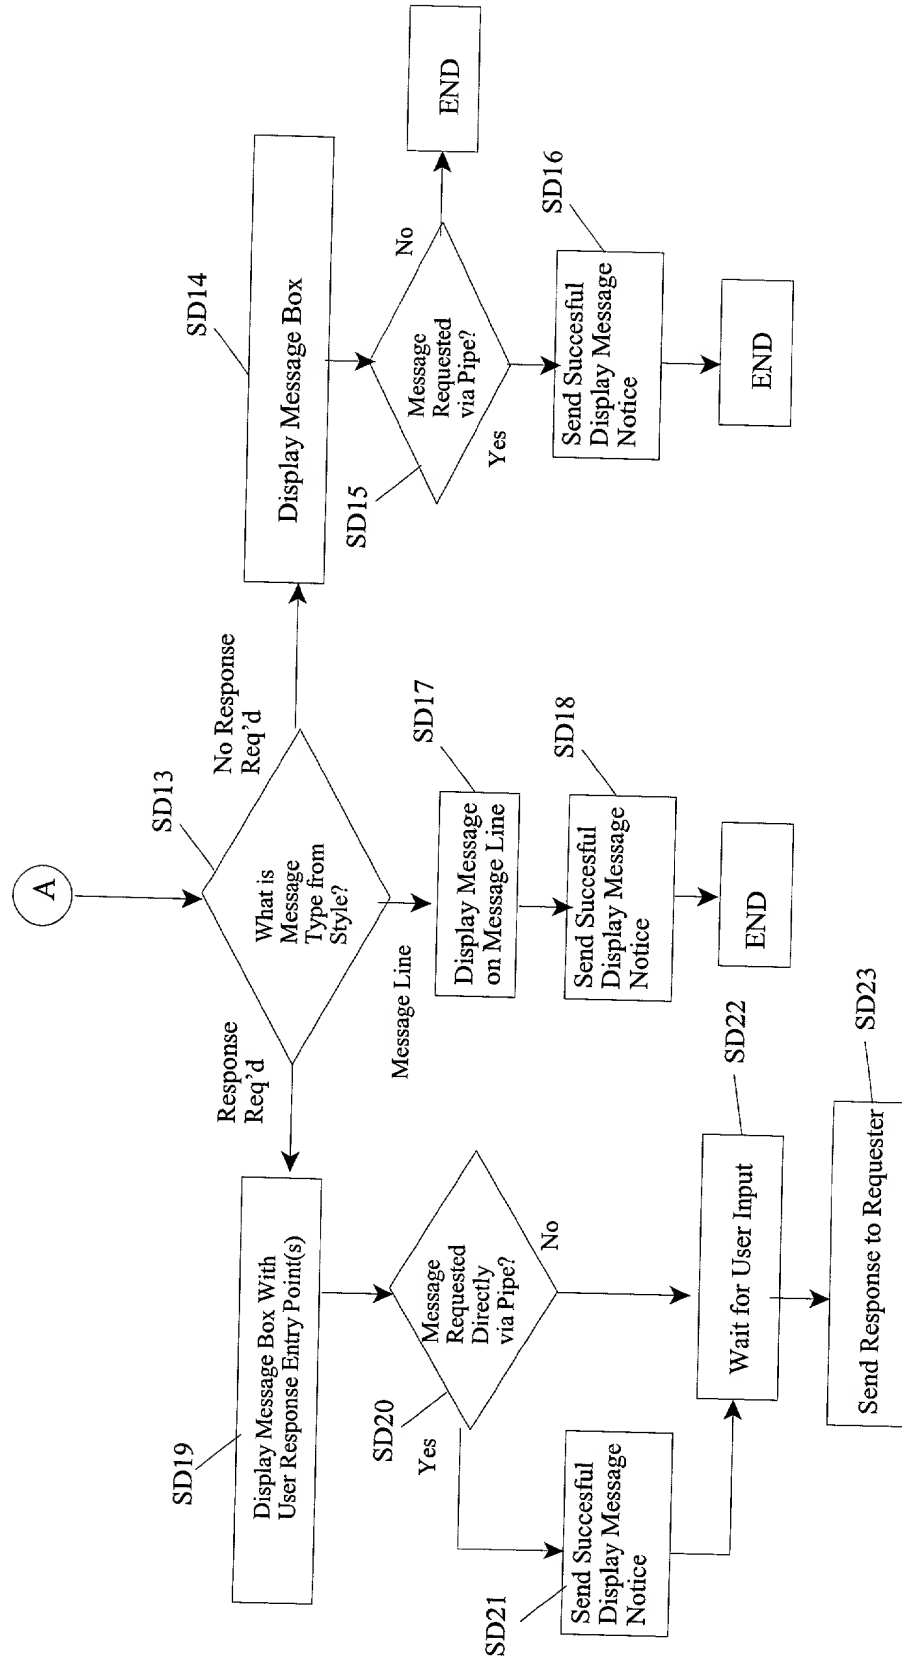 A
SD13
What is
Message
Type from
Style?
Response
Req'd
No Response
Req'd
Message Line
SD19
Display Message Box With
User Response Entry Point(s)
SD20
Message
Requested
Directly
via Pipe?
Yes
No
SD21
Send Succesful
Display Message
Notice
SD22
Wait for User Input
SD23
Send Response to Requester
SD17
Display Message
on Message Line
SD18
Send Succesful
Display Message
Notice
END
SD14
Display Message Box
SD15
Message
Requested
via Pipe?
No
Yes
END
SD16
Send Succesful
Display Message
Notice
END